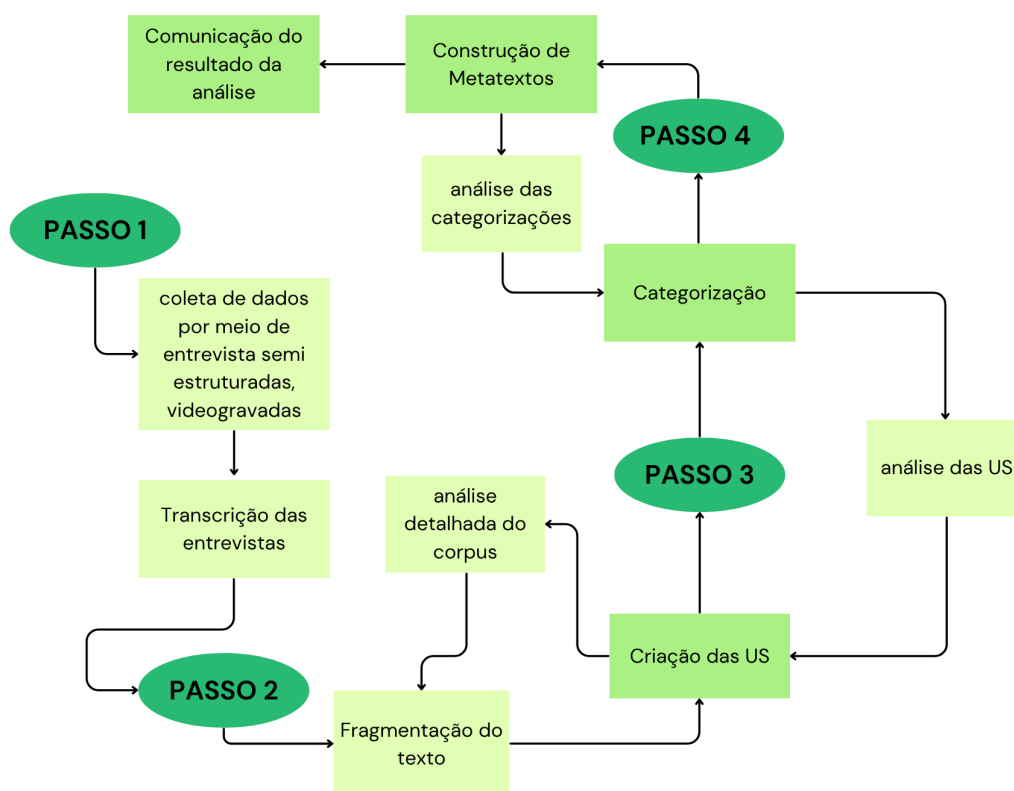 Comunicação do
resultado da
análise
Construção de
Metatextos
PASSO 4
análise das
categorizações
PASSO 1
Categorização
coleta de dados
por meio de
entrevista semi
estruturadas,
videogravadas
análise das US
PASSO 3
análise
detalhada do
corpus
Transcrição das
entrevistas
Criação das US
PASSO 2
Fragmentação do
texto